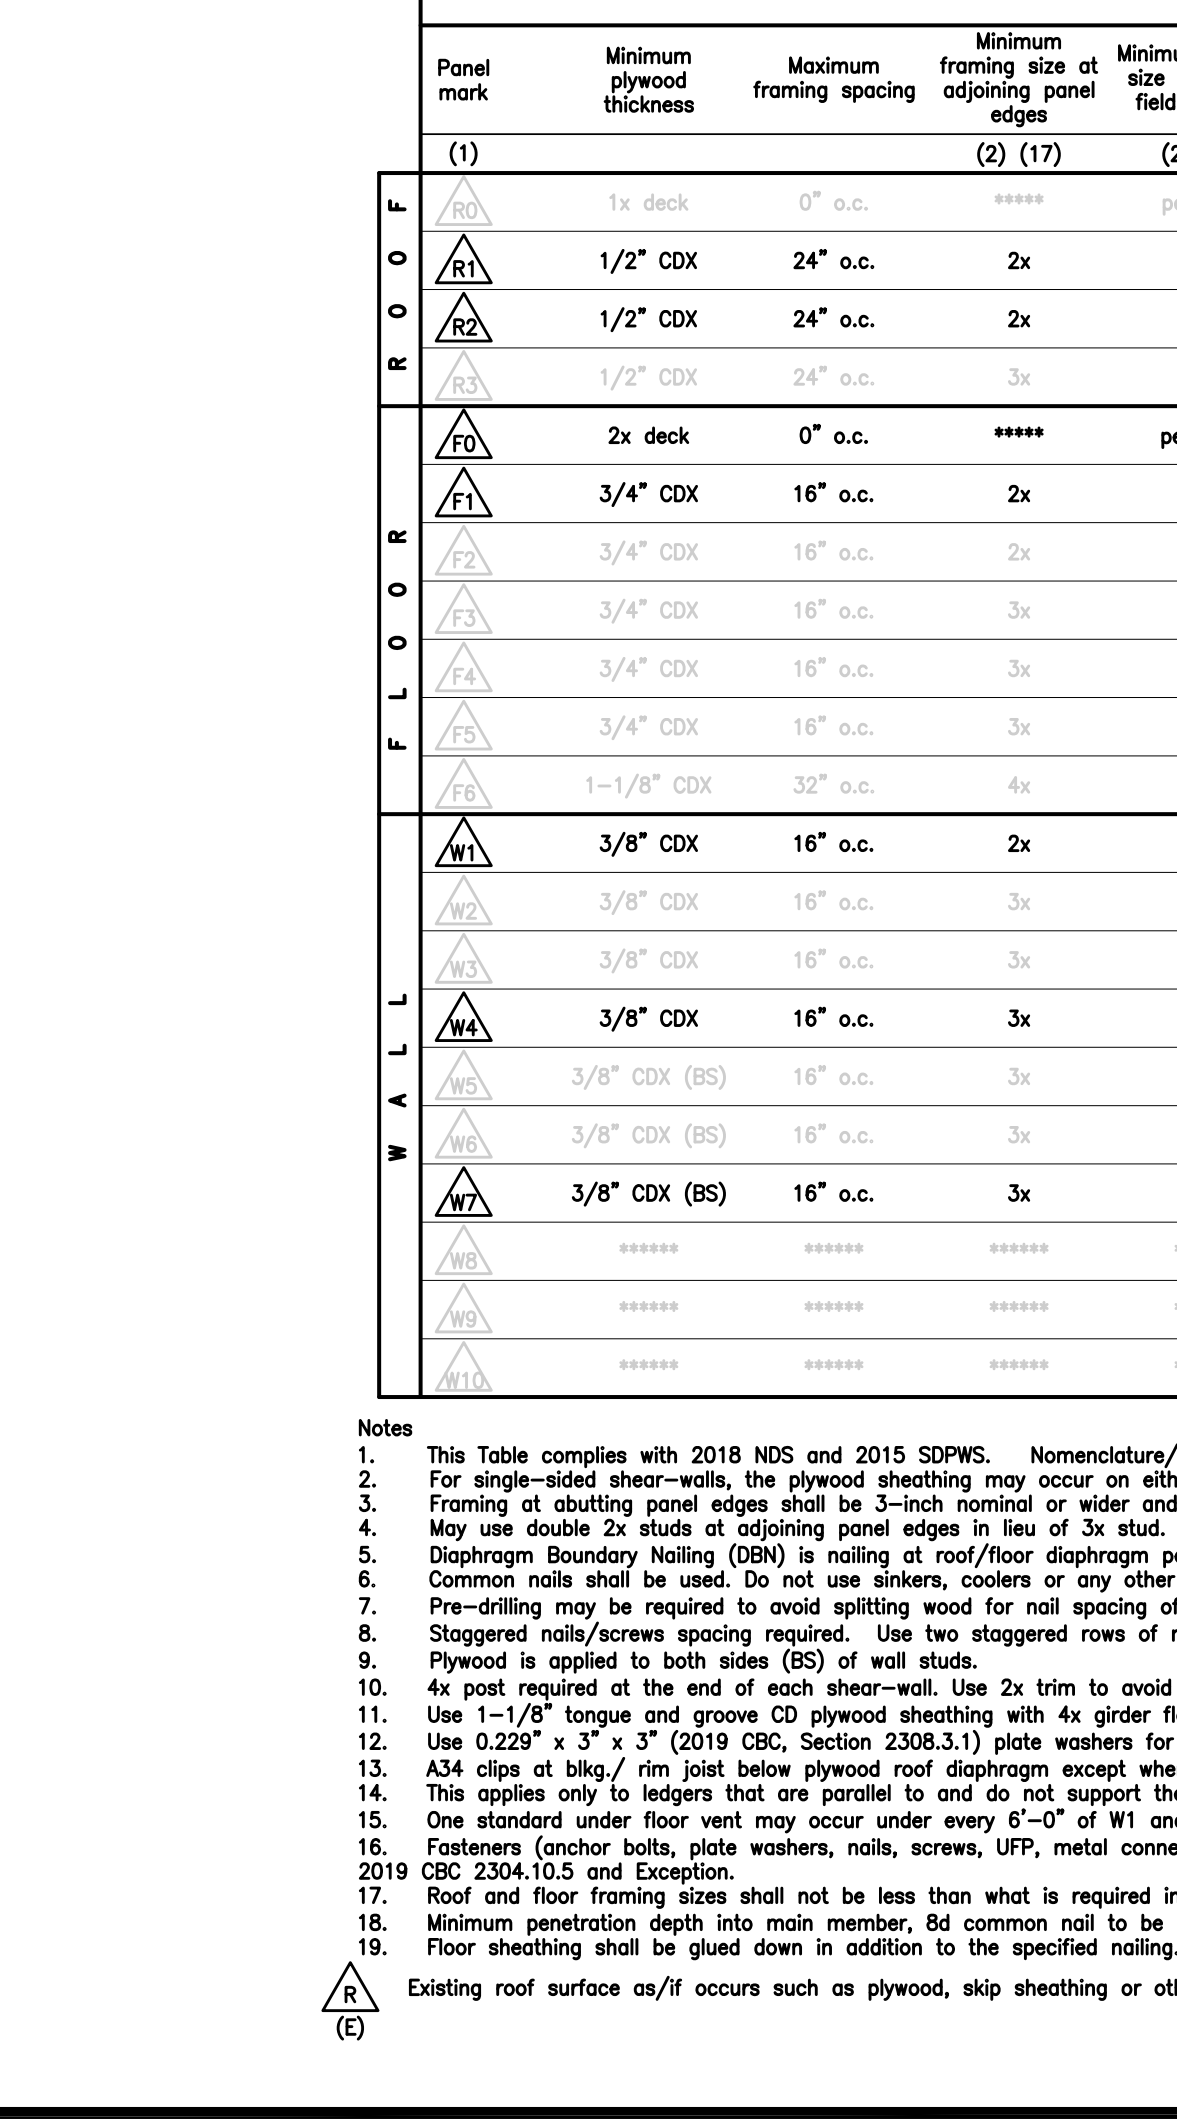 Panel mark | Minimum plywood thickness | Maximum framing spacing | Minimum framing size at adjoining panel edges | size field
(1) | (2) (17)
ROOF
R0 1x deck 0" o.c. *****
R1 1/2" CDX 24" o.c. 2x
R2 1/2" CDX 24" o.c. 2x
R3 1/2" CDX 24" o.c. 3x
FLOOR
F0 2x deck 0" o.c. *****
F1 3/4" CDX 16" o.c. 2x
F2 3/4" CDX 16" o.c. 2x
F3 3/4" CDX 16" o.c. 3x
F4 3/4" CDX 16" o.c. 3x
F5 3/4" CDX 16" o.c. 3x
F6 1-1/8" CDX 32" o.c. 4x
WALL
W1 3/8" CDX 16" o.c. 2x
W2 3/8" CDX 16" o.c. 3x
W3 3/8" CDX 16" o.c. 3x
W4 3/8" CDX 16" o.c. 3x
W5 3/8" CDX (BS) 16" o.c. 3x
W6 3/8" CDX (BS) 16" o.c. 3x
W7 3/8" CDX (BS) 16" o.c. 3x
W8 ****** ****** ******
W9 ****** ****** ******
W10 ****** ****** ******
Notes
1. This Table complies with 2018 NDS and 2015 SDPWS. Nomenclature/
2. For single-sided shear-walls, the plywood sheathing may occur on
3. Framing at abutting panel edges shall be 3-inch nominal or wider and
4. May use double 2x studs at adjoining panel edges in lieu of 3x stud.
5. Diaphragm Boundary Nailing (DBN) is nailing at roof/floor diaphragm
6. Common nails shall be used. Do not use sinkers, coolers or any other
7. Pre-drilling may be required to avoid splitting wood for nail spacing of
8. Staggered nails/screws spacing required. Use two staggered rows of
9. Plywood is applied to both sides (BS) of wall studs.
10. 4x post required at the end of each shear-wall. Use 2x trim to avoid
11. Use 1-1/8" tongue and groove CD plywood sheathing with 4x girder
12. Use 0.229" x 3" x 3" (2019 CBC, Section 2308.3.1) plate washers for
13. A34 clips at blkg./ rim joist below plywood roof diaphragm except
14. This applies only to ledgers that are parallel to and do not support
15. One standard under floor vent may occur under every 6'-0" of W1 and
16. Fasteners (anchor bolts, plate washers, nails, screws, UFP, metal
2019 CBC 2304.10.5 and Exception.
17. Roof and floor framing sizes shall not be less than what is required in
18. Minimum penetration depth into main member, 8d common nail to be
19. Floor sheathing shall be glued down in addition to the specified nailing.
R Existing roof surface as/if occurs such as plywood, skip sheathing or
(E)